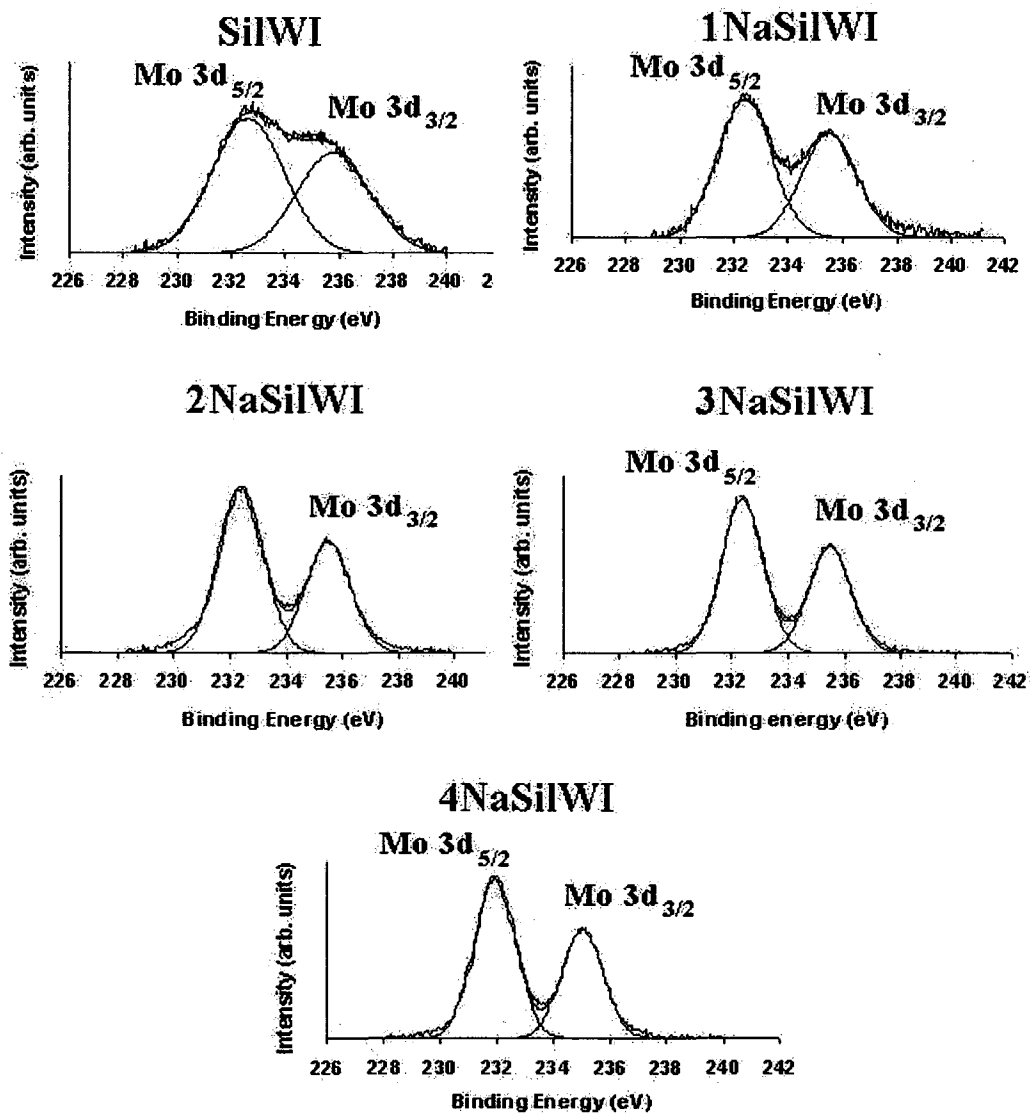 SilWI
Mo 3d5/2
Mo 3d3/2
Intensity (arb. units)
226 228 230 232 234 236 238 240 2
Binding Energy (eV)
1NaSilWI
Mo 3d5/2
Mo 3d3/2
Intensity (arb. units)
226 228 230 232 234 236 238 240 242
Binding Energy (eV)
2NaSilWI
Mo 3d3/2
Intensity (arb. units)
226 228 230 232 234 236 238 240
Binding Energy (eV)
3NaSilWI
Mo 3d5/2
Mo 3d3/2
Intensity (arb. units)
226 228 230 232 234 236 238 240 242
Binding energy (eV)
4NaSilWI
Mo 3d5/2
Mo 3d3/2
Intensity (arb. units)
226 228 230 232 234 236 238 240 242
Binding Energy (eV)